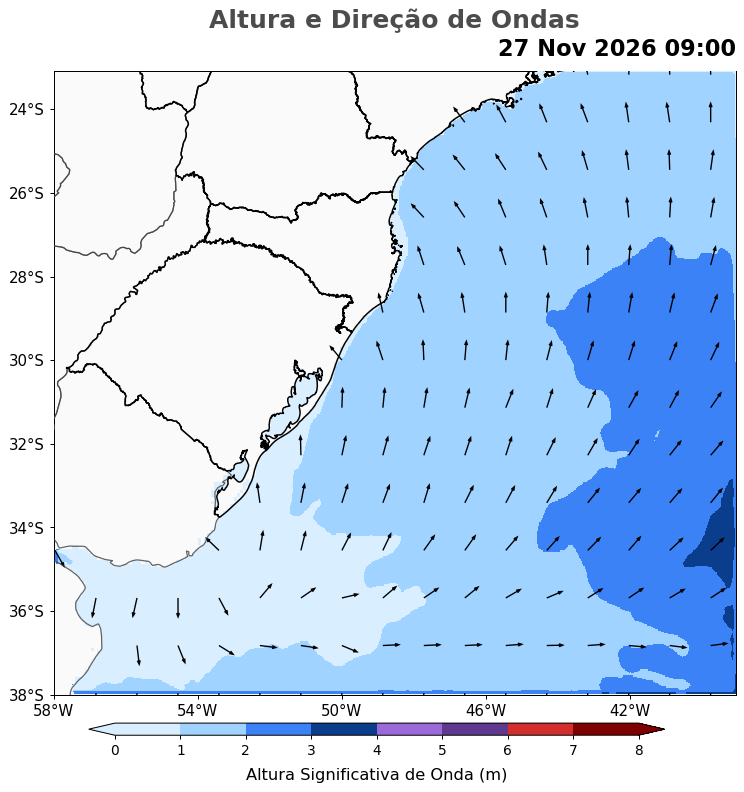 Altura e Direção de Ondas
27 Nov 2026 09:00
24°S
26°S
28°S
30°S
32°S
34°S
36°S
38°S
58°W 54°W 50°W 46°W 42°W
0 1 2 3 4 5 6 7 8
Altura Significativa de Onda (m)